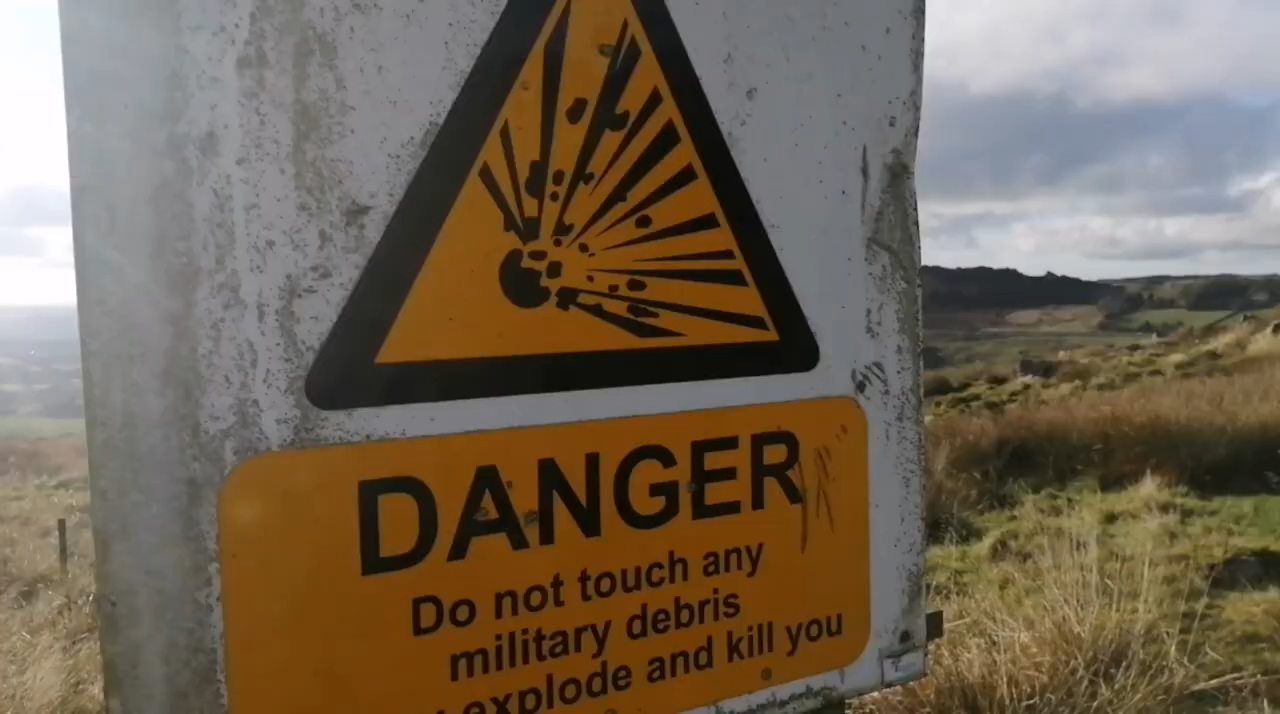 DANGER
Do not touch any
military debris
explode and kill you